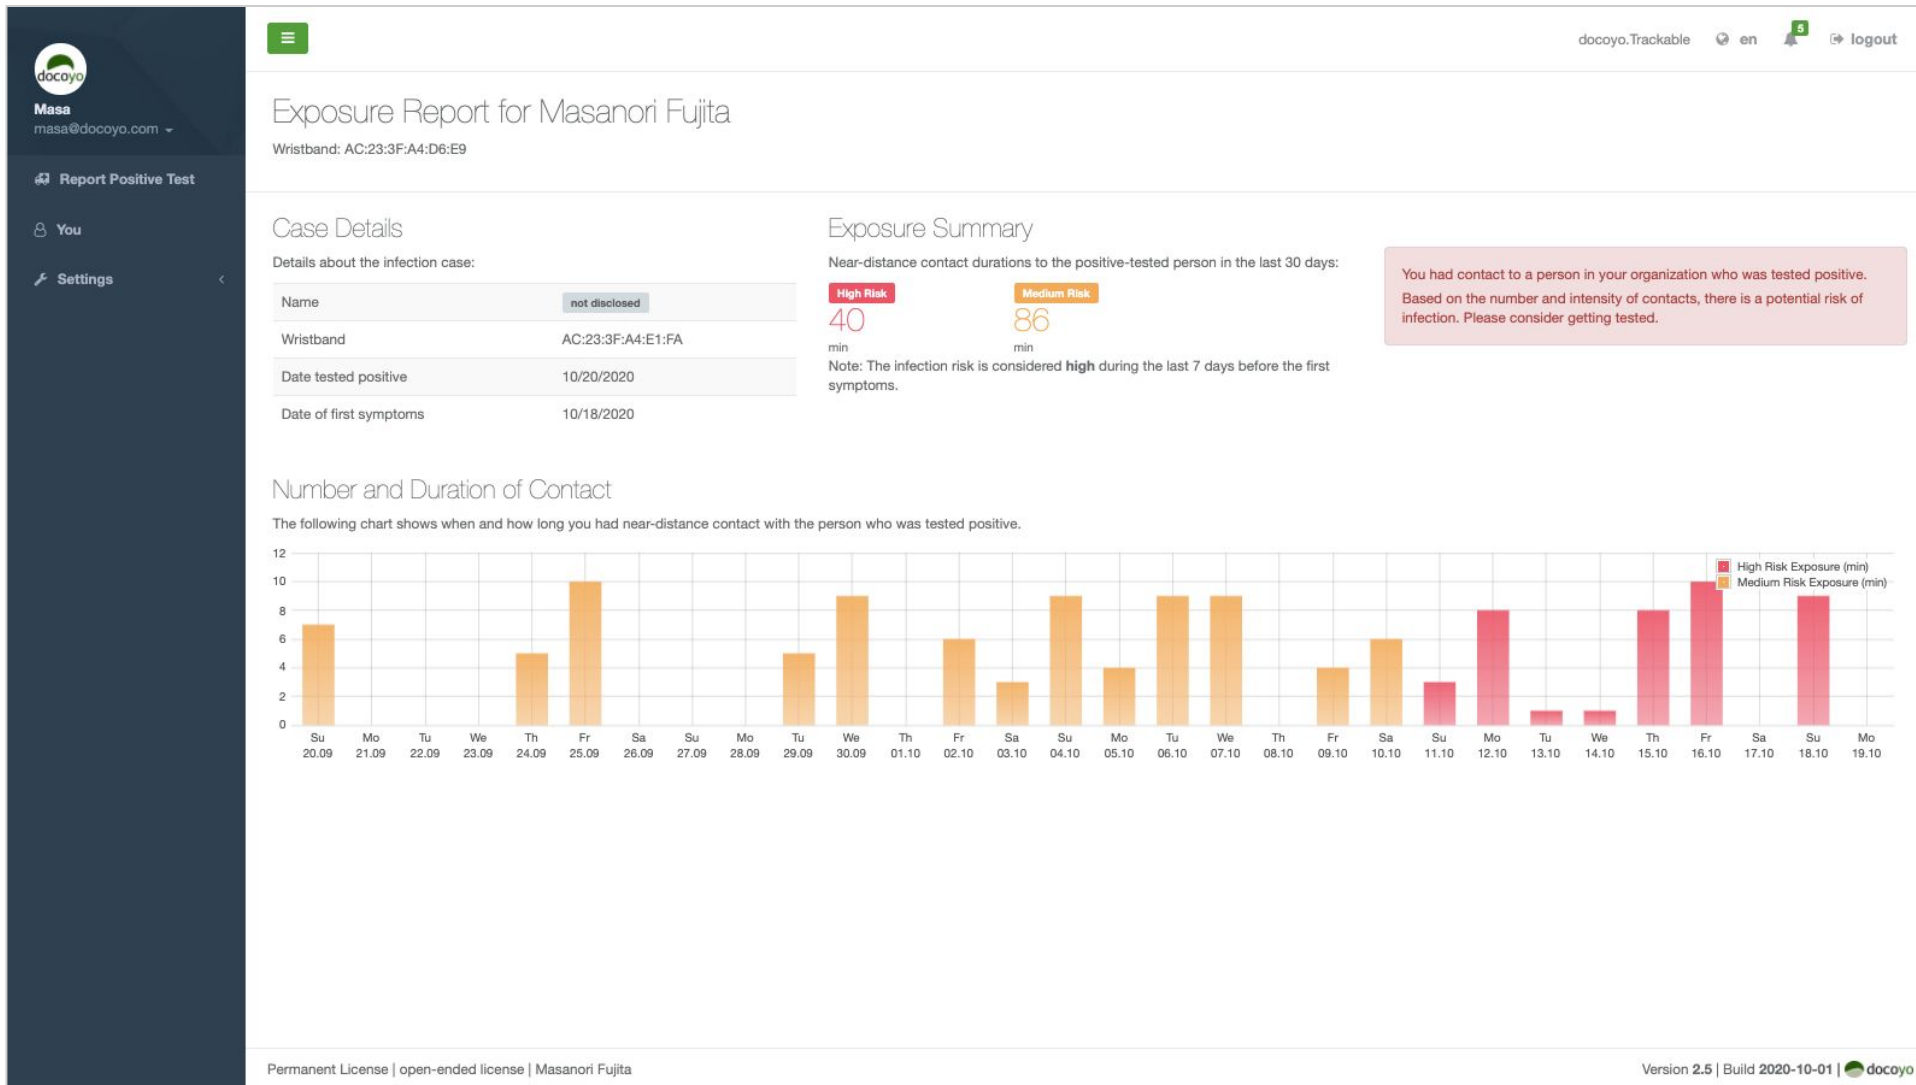 docoyo
Masa
masa@docoyo.com
Report Positive Test
You
Settings
docoyo.Trackable en 5 logout
Exposure Report for Masanori Fujita
Wristband: AC:23:3F:A4:D6:E9
Case Details
Details about the infection case:
Name not disclosed
Wristband AC:23:3F:A4:E1:FA
Date tested positive 10/20/2020
Date of first symptoms 10/18/2020
Exposure Summary
Near-distance contact durations to the positive-tested person in the last 30 days:
High Risk Medium Risk
40 86
min min
Note: The infection risk is considered high during the last 7 days before the first
symptoms.
You had contact to a person in your organization who was tested positive.
Based on the number and intensity of contacts, there is a potential risk of
infection. Please consider getting tested.
Number and Duration of Contact
The following chart shows when and how long you had near-distance contact with the person who was tested positive.
12
10
8
6
4
2
0
High Risk Exposure (min)
Medium Risk Exposure (min)
Su Mo Tu We Th Fr Sa Su Mo Tu We Th Fr Sa Su Mo Tu We Th Fr Sa Su Mo Tu We Th Fr Sa Su Mo
20.09 21.09 22.09 23.09 24.09 25.09 26.09 27.09 28.09 29.09 30.09 01.10 02.10 03.10 04.10 05.10 06.10 07.10 08.10 09.10 10.10 11.10 12.10 13.10 14.10 15.10 16.10 17.10 18.10 19.10
Permanent License | open-ended license | Masanori Fujita
Version 2.5 | Build 2020-10-01 | docoyo